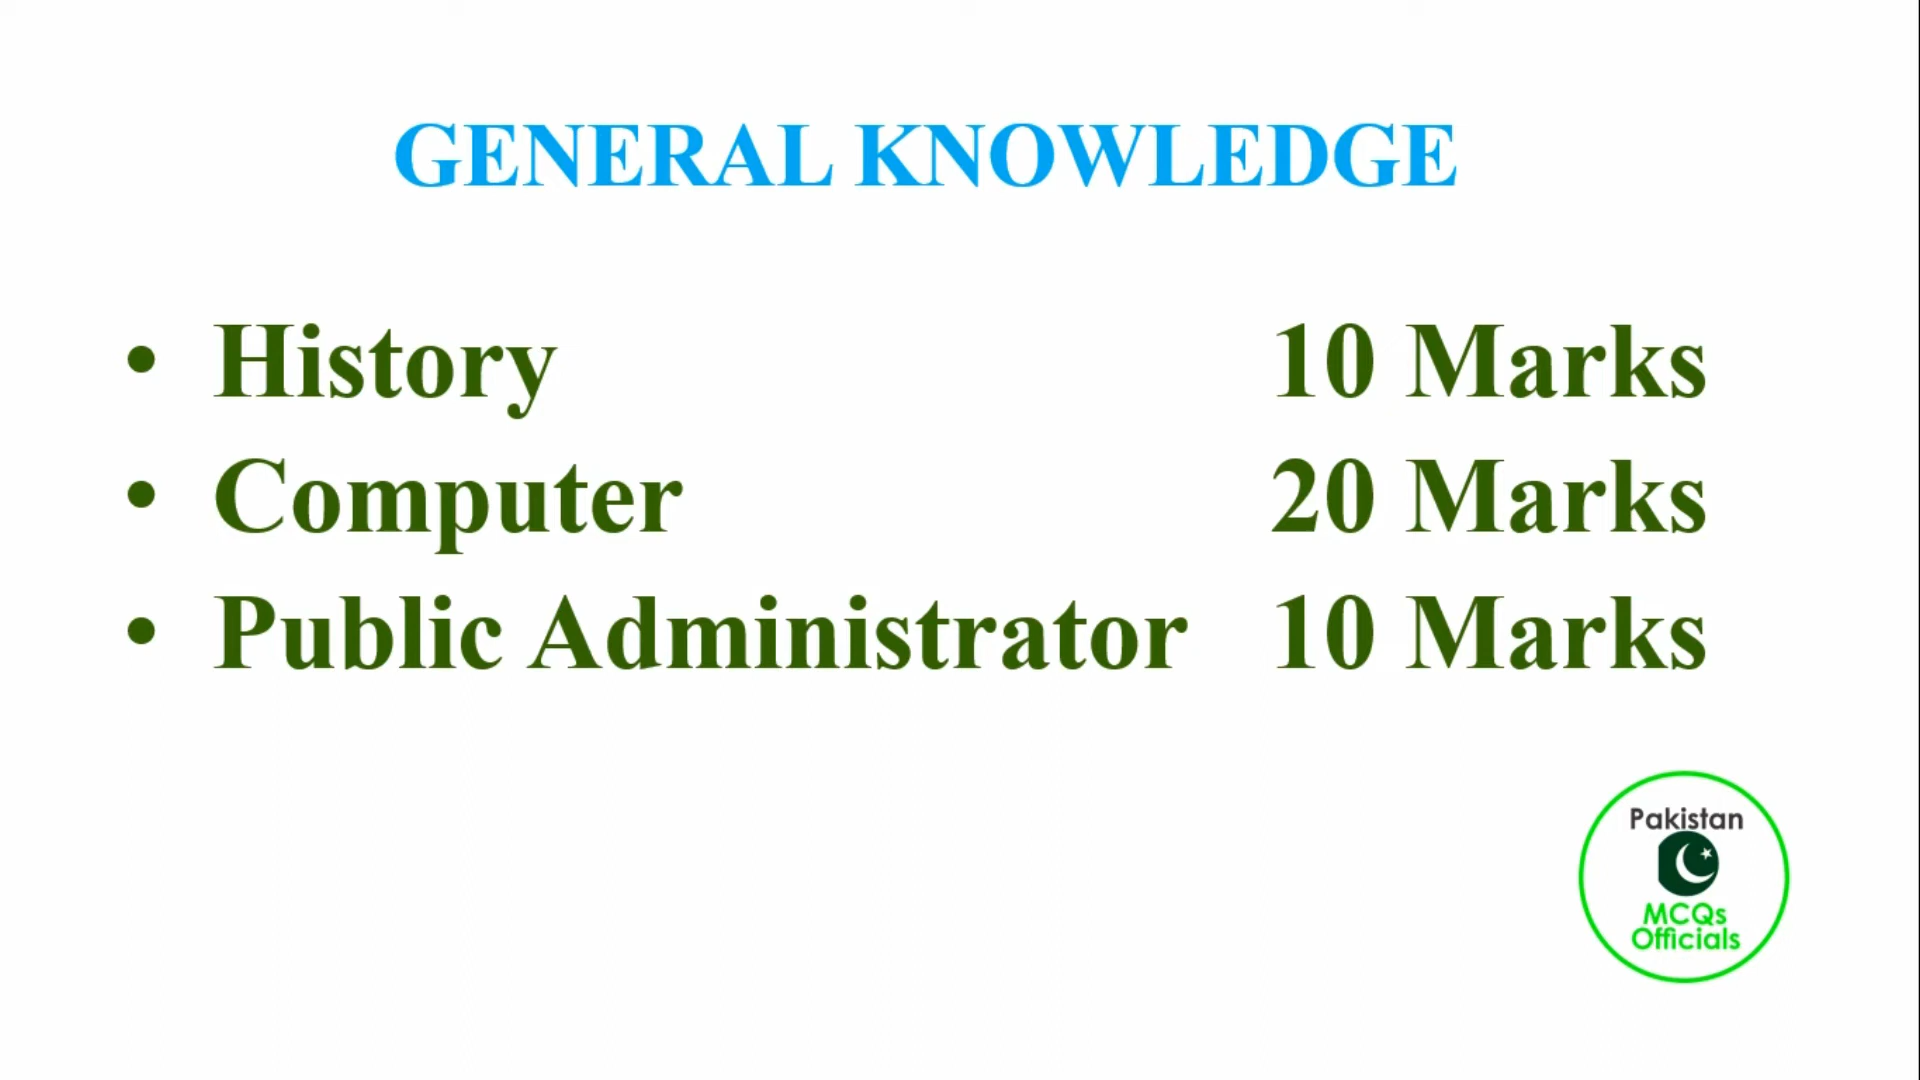 GENERAL KNOWLEDGE
• History 10 Marks
• Computer 20 Marks
• Public Administrator 10 Marks
Pakistan
MCQs
Officials